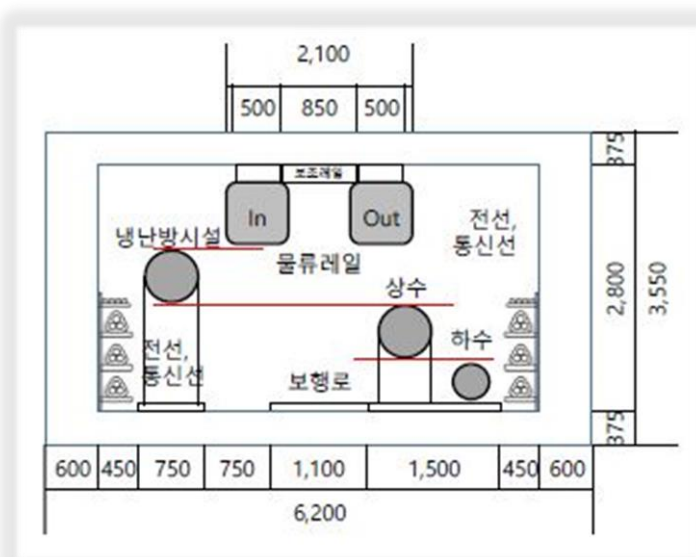 2,100
500 850 500
375
보조레일
In Out
전선,
통신선
냉난방시설
물류레일
상수
2,800
3,550
하수
전선,
통신선
보행로
375
600 450 750 750 1,100 1,500 450 600
6,200